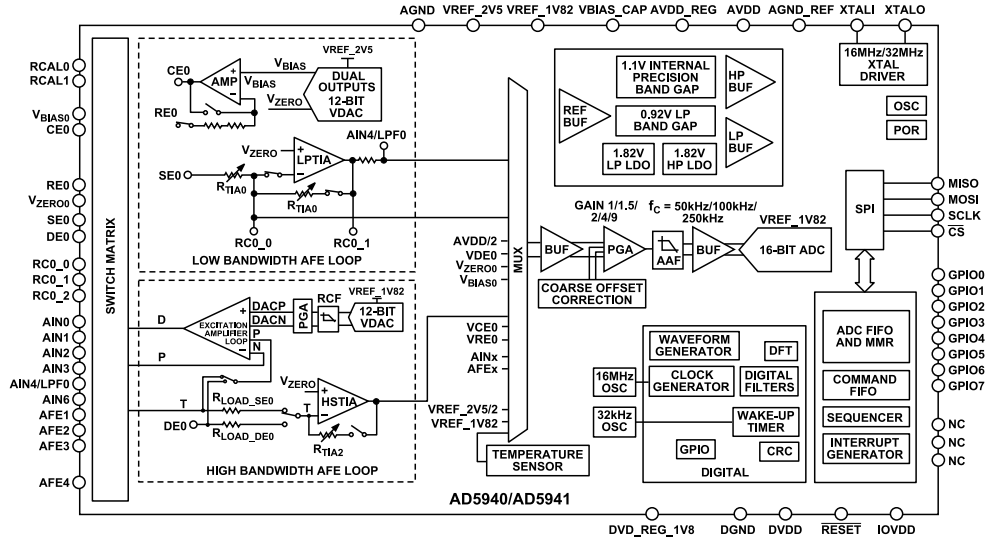 AGND
VREF_2V5
VREF_1V82
VBIAS_CAP
AVDD_REG
AVDD
AGND_REF
XTALI
XTALO
RCAL0
RCAL1
VBIAS0
CE0
RE0
VZERO0
SE0
DE0
RC0_0
RC0_1
RC0_2
AIN0
AIN1
AIN2
AIN3
AIN4/LPF0
AIN6
AFE1
AFE2
AFE3
AFE4
SWITCH MATRIX
CE0
AMP
+
−
VBIAS
VBIAS
VZERO
VREF_2V5
DUAL
OUTPUTS
12-BIT
VDAC
RE0
AIN4/LPF0
VZERO
+
−
LPTIA
SE0
RTIA0
RTIA0
RC0_0
RC0_1
LOW BANDWIDTH AFE LOOP
D
EXCITATION
AMPLIFIER
LOOP
+
−
DACP
DACN
P
N
PGA
RCF
VREF_1V82
12-BIT
VDAC
P
T
RLOAD_SE0
DE0
RLOAD_DE0
VZERO
+
−
T
HSTIA
RTIA2
HIGH BANDWIDTH AFE LOOP
MUX
AVDD/2
VDE0
VZERO0
VBIAS0
VCE0
VRE0
AINx
AFEx
VREF_2V5/2
VREF_1V82
TEMPERATURE
SENSOR
REF
BUF
1.1V INTERNAL
PRECISION
BAND GAP
0.92V LP
BAND GAP
1.82V
LP LDO
1.82V
HP LDO
HP
BUF
LP
BUF
16MHz/32MHz
XTAL
DRIVER
OSC
POR
GAIN 1/1.5/
2/4/9
fC = 50kHz/100kHz/
250kHz
VREF_1V82
BUF
PGA
AAF
BUF
16-BIT ADC
COARSE OFFSET
CORRECTION
SPI
MISO
MOSI
SCLK
CS
GPIO0
GPIO1
GPIO2
GPIO3
GPIO4
GPIO5
GPIO6
GPIO7
NC
NC
NC
ADC FIFO
AND MMR
COMMAND
FIFO
SEQUENCER
INTERRUPT
GENERATOR
WAVEFORM
GENERATOR
DFT
16MHz
OSC
CLOCK
GENERATOR
DIGITAL
FILTERS
32kHz
OSC
WAKE-UP
TIMER
GPIO
CRC
DIGITAL
AD5940/AD5941
DVD_REG_1V8
DGND
DVDD
RESET
IOVDD